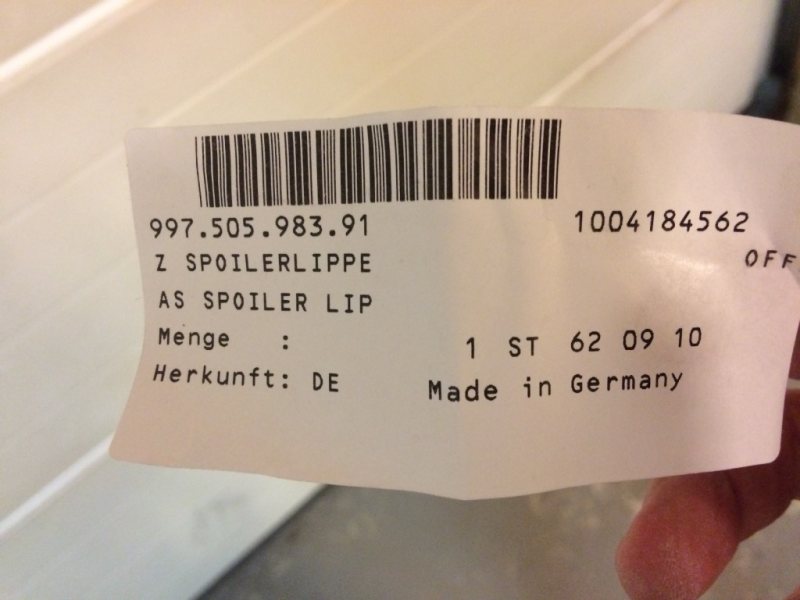 997.505.983.91 1004184562
Z SPOILERLIPPE OFF
AS SPOILER LIP
Menge : 1 ST 62 09 10
Herkunft: DE Made in Germany